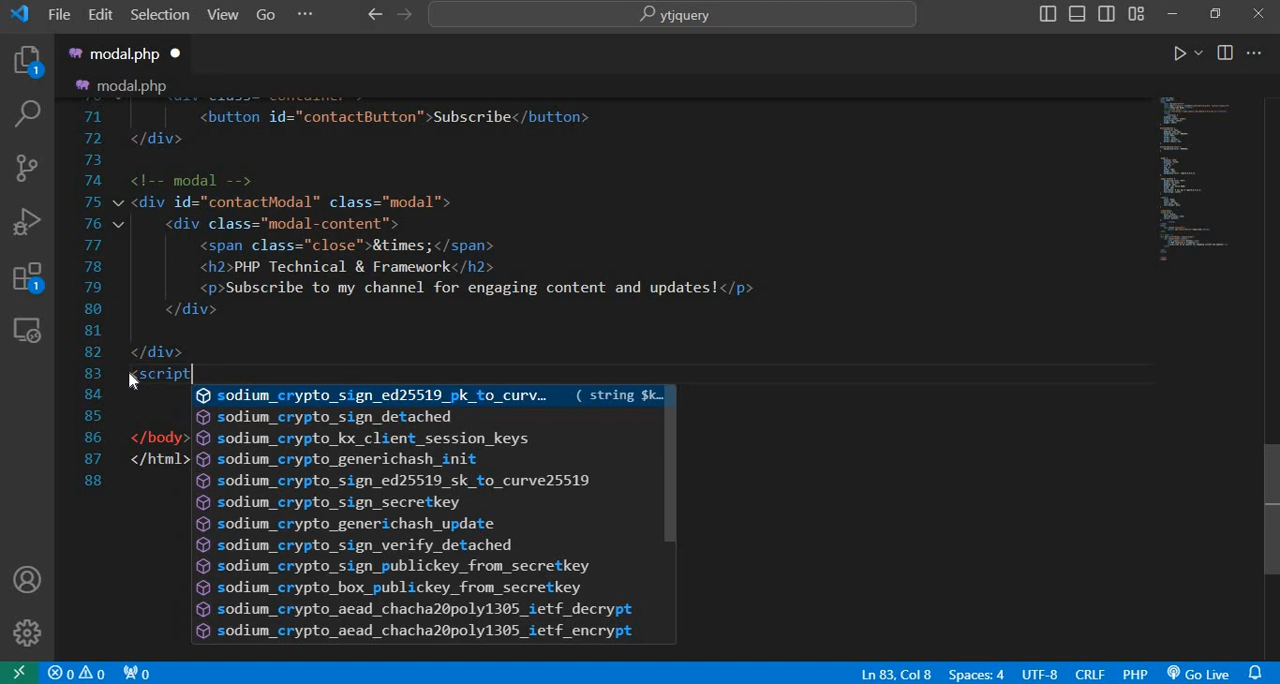 File Edit Selection View Go ··· ytjquery
modal.php
modal.php
71 <button id="contactButton">Subscribe</button>
72 </div>
73
74 <!-- modal -->
75 <div id="contactModal" class="modal">
76 <div class="modal-content">
77 <span class="close">&times;</span>
78 <h2>PHP Technical & Framework</h2>
79 <p>Subscribe to my channel for engaging content and updates!</p>
80 </div>
81
82 </div>
83 <script
84 sodium_crypto_sign_ed25519_pk_to_curv… ( string $k…
85 sodium_crypto_sign_detached
86 </body> sodium_crypto_kx_client_session_keys
87 </html> sodium_crypto_generichash_init
88 sodium_crypto_sign_ed25519_sk_to_curve25519
sodium_crypto_sign_secretkey
sodium_crypto_generichash_update
sodium_crypto_sign_verify_detached
sodium_crypto_sign_publickey_from_secretkey
sodium_crypto_box_publickey_from_secretkey
sodium_crypto_aead_chacha20poly1305_ietf_decrypt
sodium_crypto_aead_chacha20poly1305_ietf_encrypt
1
1
0 0 0 Ln 83, Col 8 Spaces: 4 UTF-8 CRLF PHP Go Live